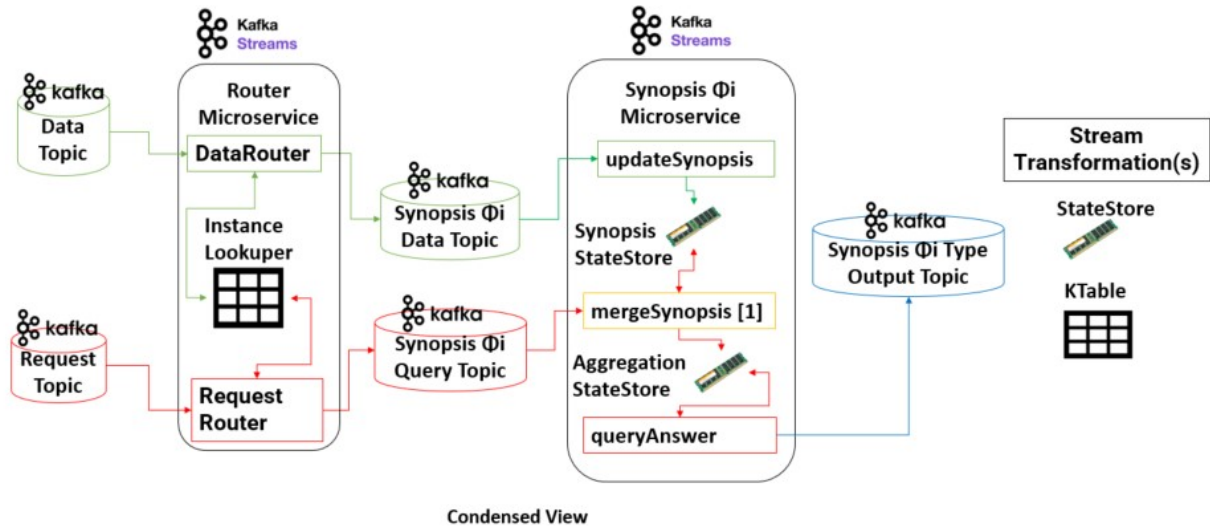 Kafka
Streams
Kafka
Streams
kafka
Data
Topic
Router
Microservice
DataRouter
Instance
Lookuper
kafka
Request
Topic
Request
Router
kafka
Synopsis Φi
Data Topic
kafka
Synopsis Φi
Query Topic
Synopsis Φi
Microservice
updateSynopsis
Synopsis
StateStore
mergeSynopsis [1]
Aggregation
StateStore
queryAnswer
kafka
Synopsis Φi Type
Output Topic
Stream
Transformation(s)
StateStore
KTable
Condensed View